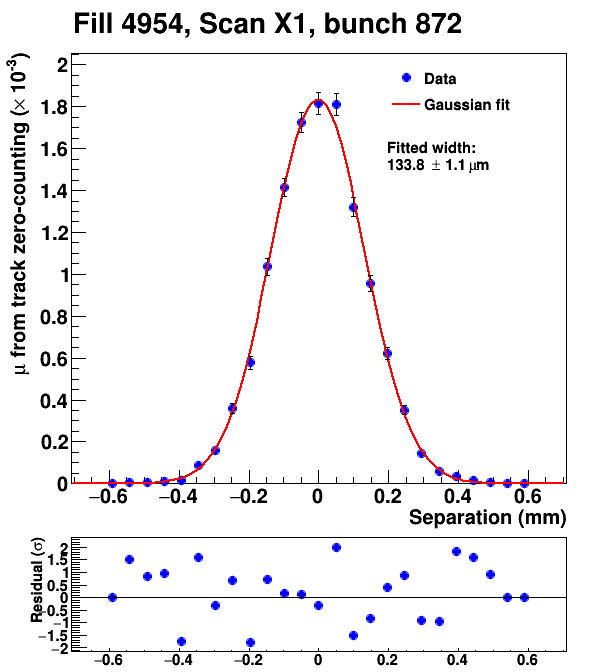 Fill 4954, Scan X1, bunch 872
μ from track zero-counting (× 10⁻³)
2
1.8
1.6
1.4
1.2
1
0.8
0.6
0.4
0.2
0
Data
Gaussian fit
Fitted width:
133.8 ± 1.1 μm
−0.6 −0.4 −0.2 0 0.2 0.4 0.6
Separation (mm)
Residual (σ)
2
1.5
1
0.5
0
−0.5
−1
−1.5
−2
−0.6 −0.4 −0.2 0 0.2 0.4 0.6